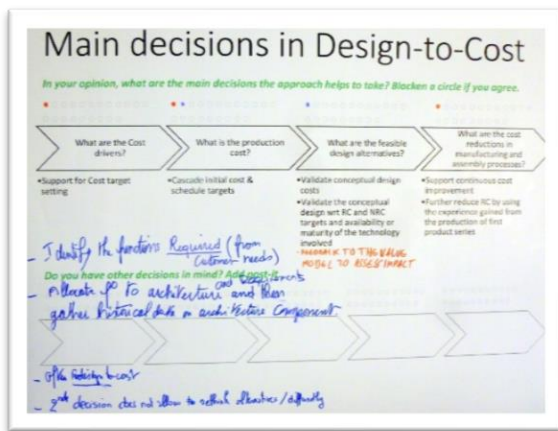 Main decisions in Design-to-Cost
In your opinion, what are the main decisions the approach helps to take? Blacken a circle if you agree.
What are the Cost
drivers?
What is the production
cost?
What are the feasible
design alternatives?
What are the cost
reductions in
manufacturing and
assembly processes?
•Support for Cost target
setting
•Cascade initial cost &
schedule targets
•Validate conceptual design
costs
•Validate the conceptual
design wrt RC and NRC
targets and availability or
maturity of the technology
involved
- FEEDBACK TO THE VALUE
MODEL TO ASSESS IMPACT
•Support continuous cost
improvement
•Further reduce RC by using
the experience gained from
the production of first
product series
- Identify the functions Required (from
customer needs)
Do you have other decisions in mind? Add post-it
- Allocate to architecture and components and then
gather historical data on architecture Component
- often Redesign to cost
- 2nd decision does not allow to rethink alternatives /